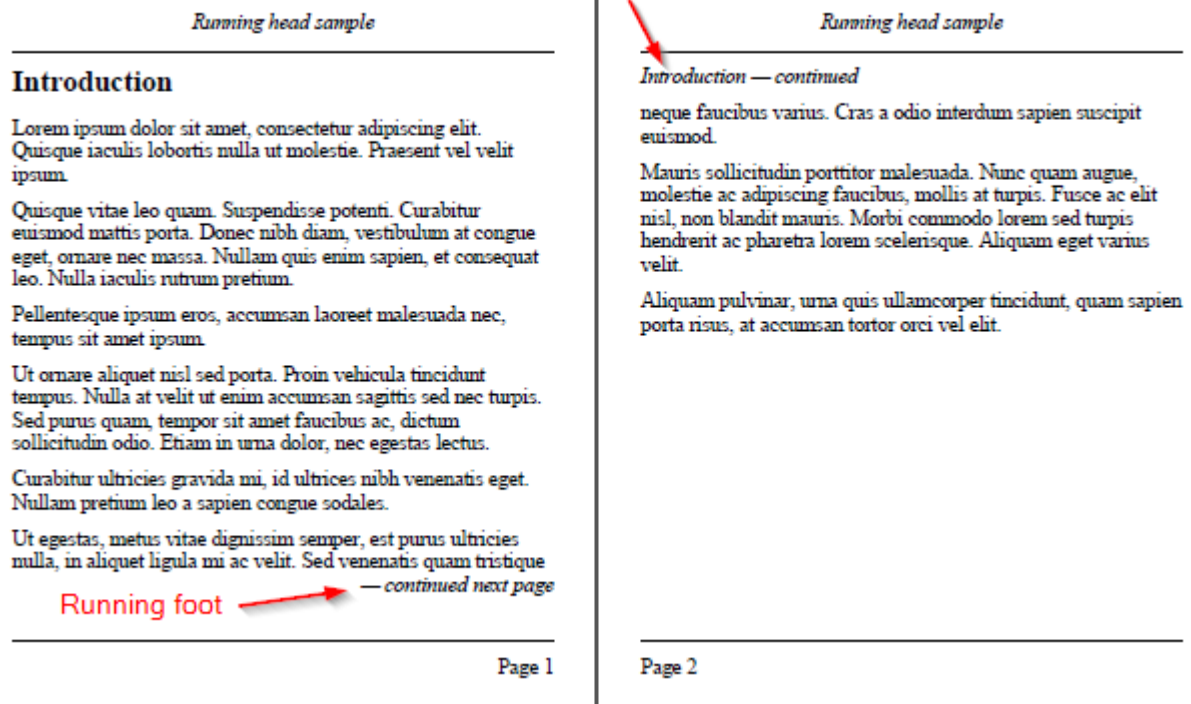 Running head sample
Introduction
Lorem ipsum dolor sit amet, consectetur adipiscing elit.
Quisque iaculis lobortis nulla ut molestie. Praesent vel velit
ipsum.
Quisque vitae leo quam. Suspendisse potenti. Curabitur
euismod mattis porta. Donec nibh diam, vestibulum at congue
eget, ornare nec massa. Nullam quis enim sapien, et consequat
leo. Nulla iaculis rutrum pretium.
Pellentesque ipsum eros, accumsan laoreet malesuada nec,
tempus sit amet ipsum.
Ut ornare aliquet nisl sed porta. Proin vehicula tincidunt
tempus. Nulla at velit ut enim accumsan sagittis sed nec turpis.
Sed purus quam, tempor sit amet faucibus ac, dictum
sollicitudin odio. Etiam in urna dolor, nec egestas lectus.
Curabitur ultricies gravida mi, id ultrices nibh venenatis eget.
Nullam pretium leo a sapien congue sodales.
Ut egestas, metus vitae dignissim semper, est purus ultricies
nulla, in aliquet ligula mi ac velit. Sed venenatis quam tristique
— continued next page
Running foot
Page 1
Running head sample
Introduction — continued
neque faucibus varius. Cras a odio interdum sapien suscipit
euismod.
Mauris sollicitudin porttitor malesuada. Nunc quam augue,
molestie ac adipiscing faucibus, mollis at turpis. Fusce ac elit
nisl, non blandit mauris. Morbi commodo lorem sed turpis
hendrerit ac pharetra lorem scelerisque. Aliquam eget varius
velit.
Aliquam pulvinar, urna quis ullamcorper tincidunt, quam sapien
porta risus, at accumsan tortor orci vel elit.
Page 2